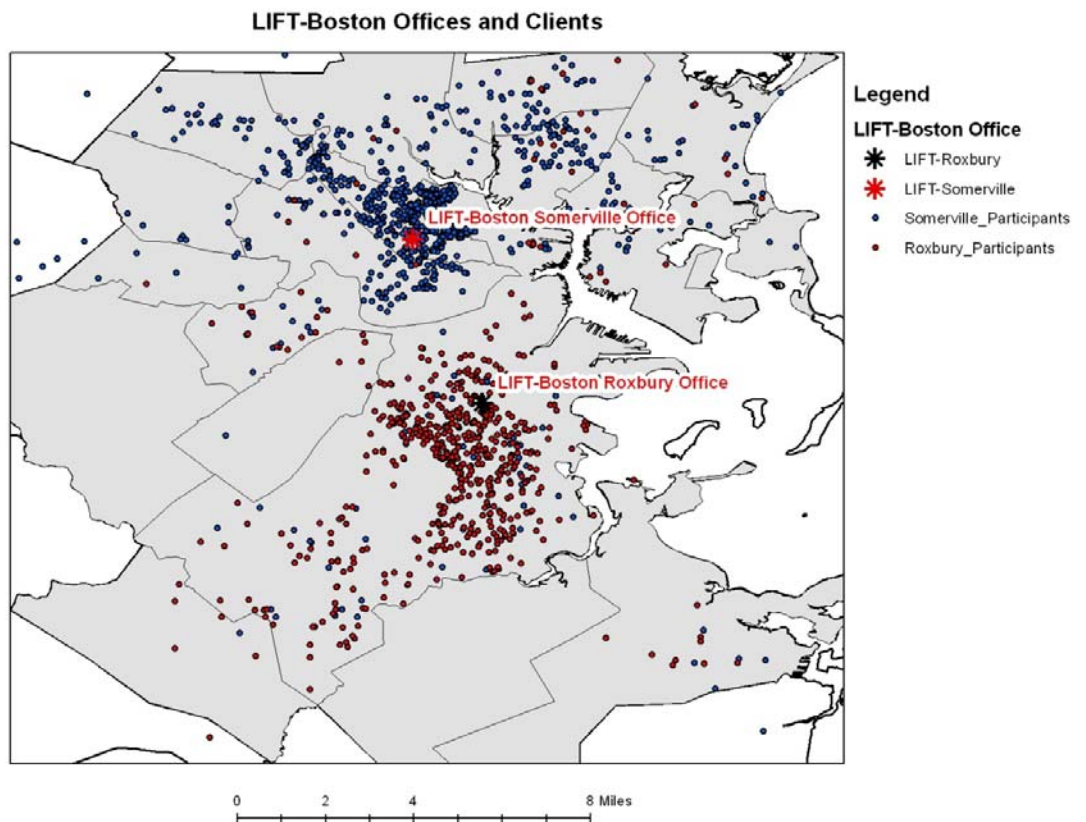 LIFT-Boston Offices and Clients
Legend
LIFT-Boston Office
LIFT-Roxbury
LIFT-Somerville
Somerville_Participants
Roxbury_Participants
LIFT-Boston Somerville Office
LIFT-Boston Roxbury Office
0 2 4 8 Miles